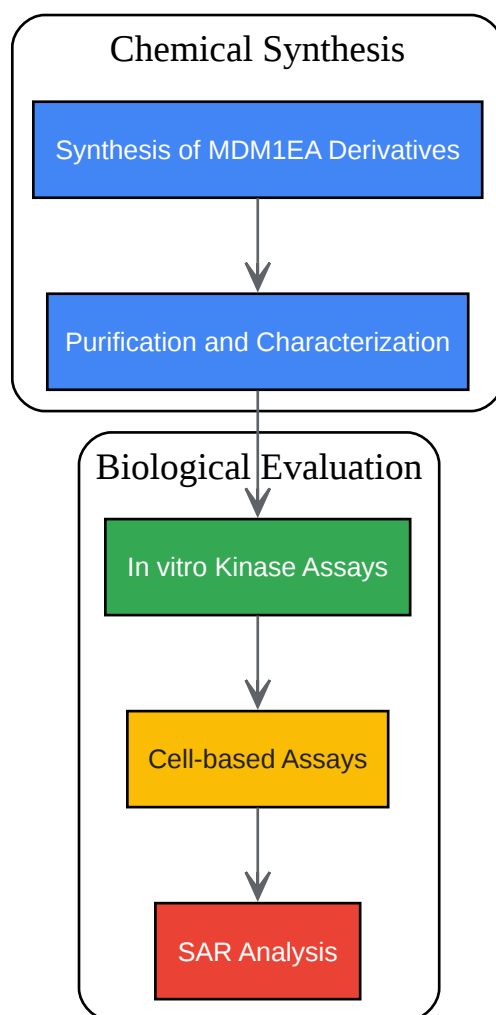 Chemical Synthesis
Synthesis of MDM1EA Derivatives
Purification and Characterization
Biological Evaluation
In vitro Kinase Assays
Cell-based Assays
SAR Analysis